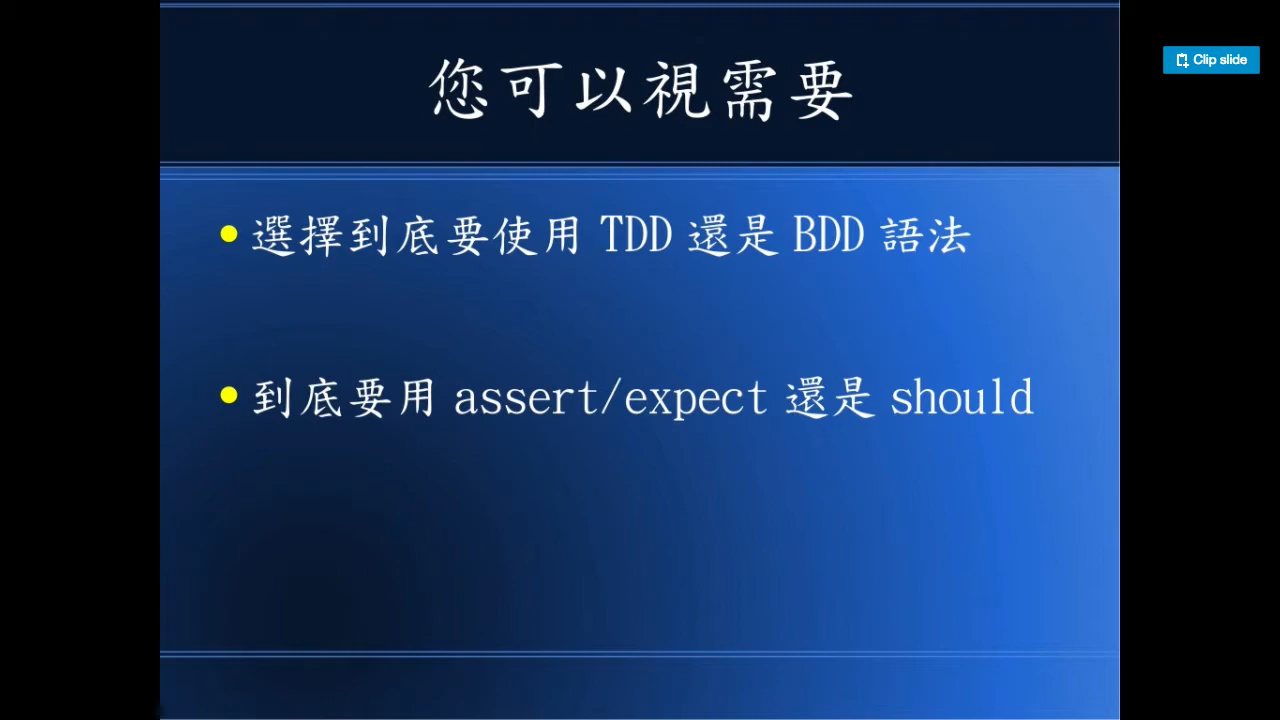 您可以視需要
Clip slide
• 選擇到底要使用 TDD 還是 BDD 語法
• 到底要用 assert/expect 還是 should